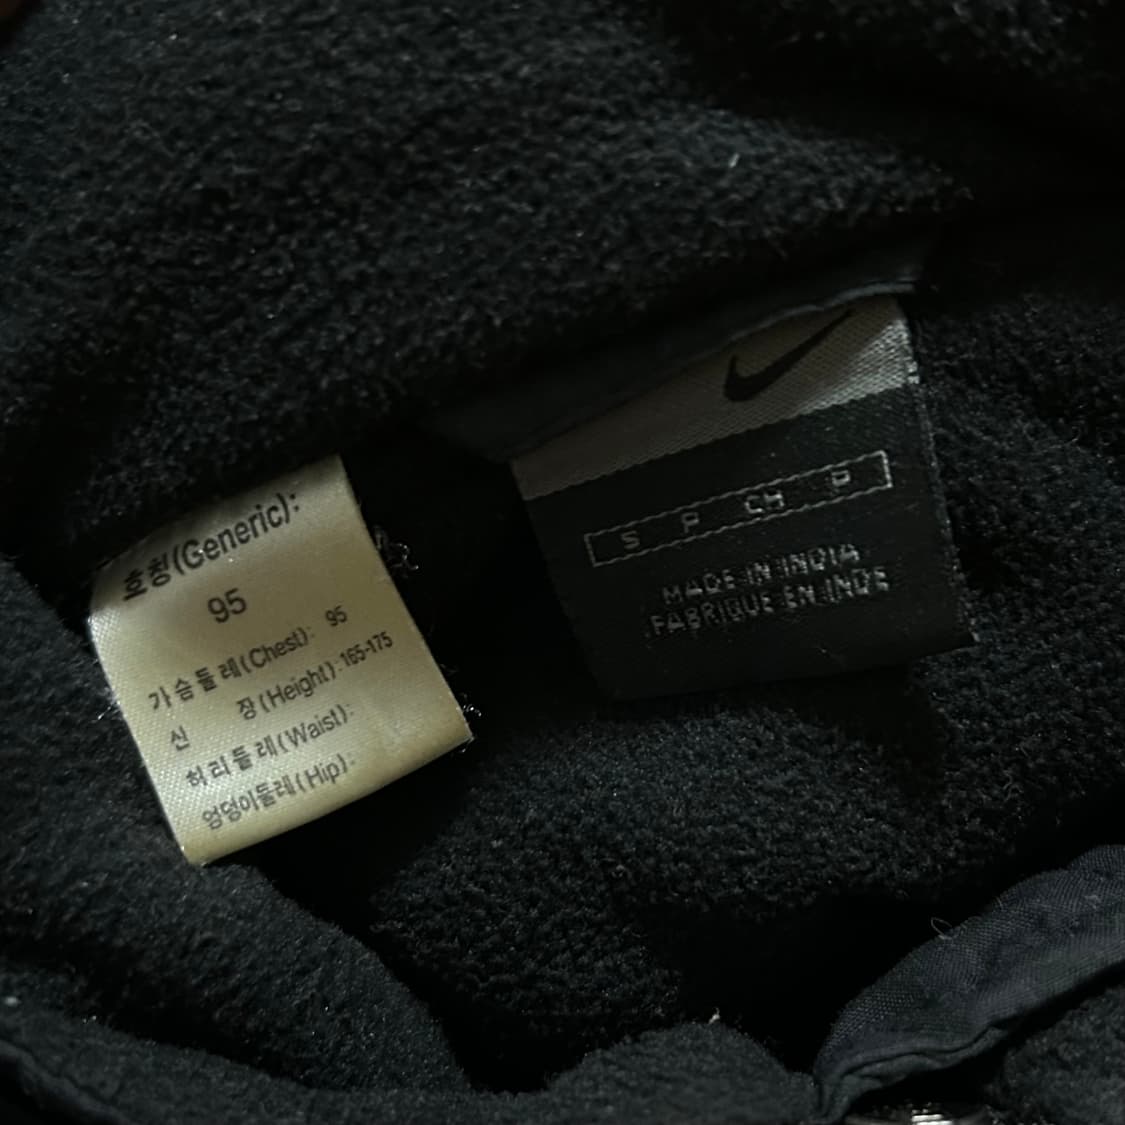 호칭(Generic):
95
가슴둘레(Chest): 95
신 장(Height):165-175
허리둘레(Waist):
엉덩이둘레(Hip):
S P CH P
MADE IN INDIA
FABRIQUE EN INDE